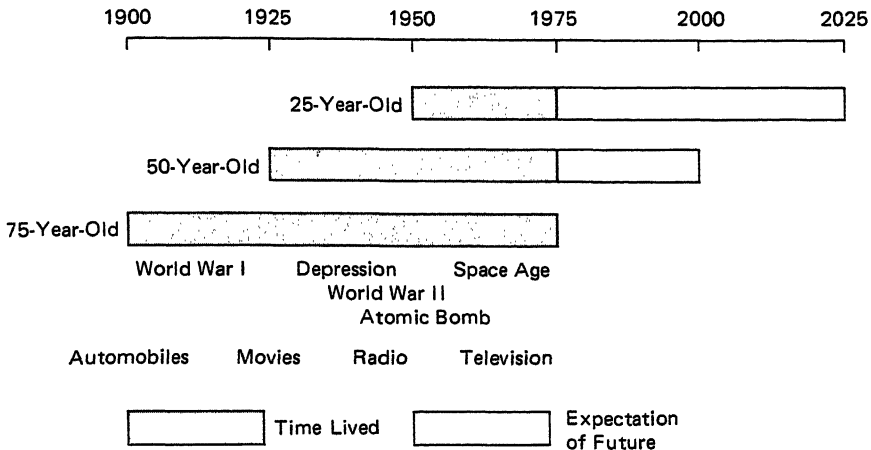 1900 1925 1950 1975 2000 2025
25-Year-Old
50-Year-Old
75-Year-Old
World War I Depression Space Age
World War II
Atomic Bomb
Automobiles Movies Radio Television
Time Lived Expectation
of Future